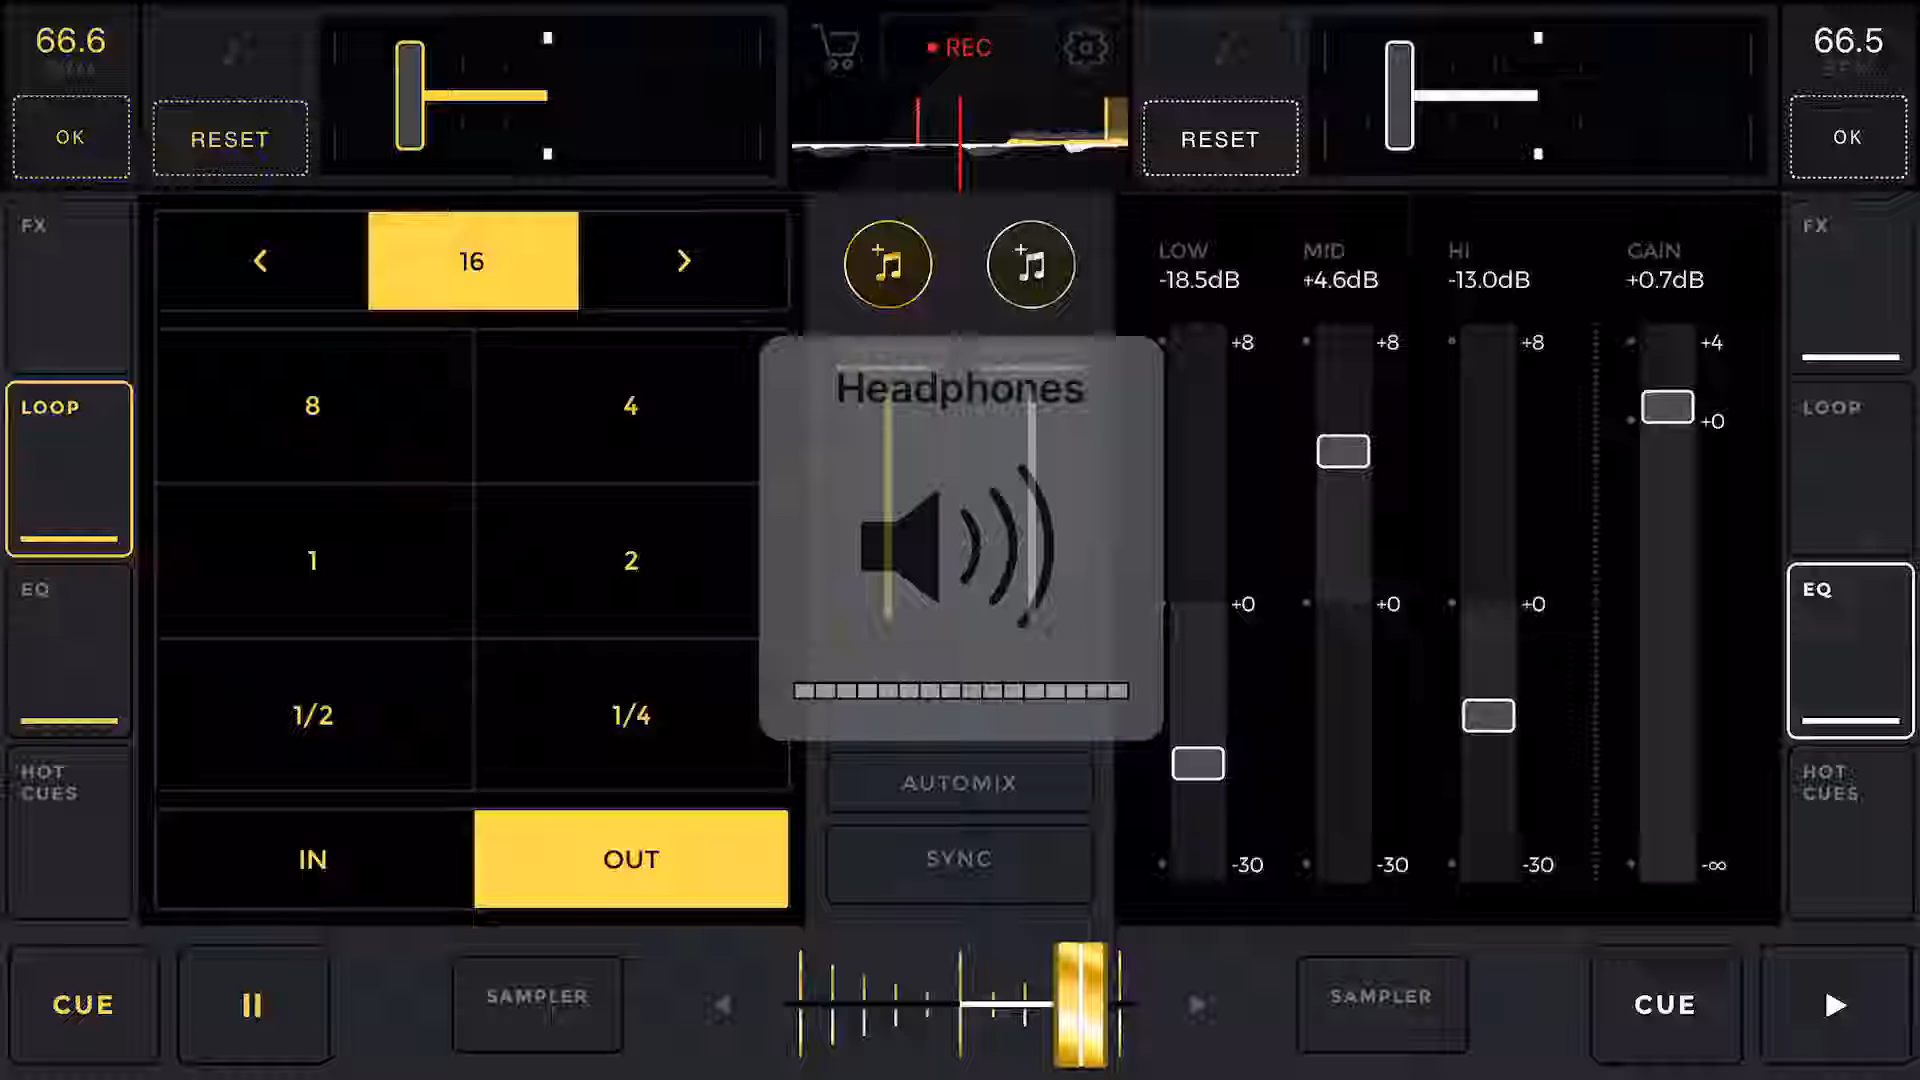 66.6
REC
66.5
BPM
OK
RESET
RESET
OK
FX
16
LOW
MID
HI
GAIN
FX
-18.5dB
+4.6dB
-13.0dB
+0.7dB
+8
+8
+8
+4
Headphones
LOOP
8
4
+0
LOOP
1
2
EQ
+0
+0
+0
EQ
1/2
1/4
HOT
CUES
AUTOMIX
HOT
CUES
IN
OUT
SYNC
-30
-30
-30
-∞
CUE
SAMPLER
SAMPLER
CUE